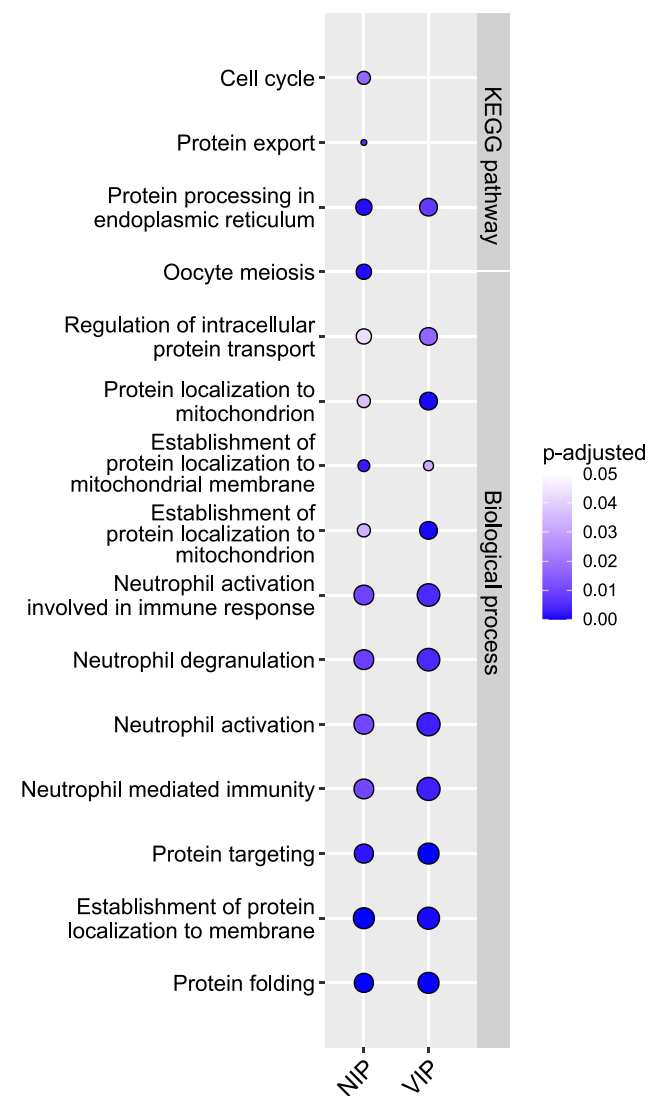 Cell cycle
Protein export
Protein processing in
endoplasmic reticulum
Oocyte meiosis
Regulation of intracellular
protein transport
Protein localization to
mitochondrion
Establishment of
protein localization to
mitochondrial membrane
Establishment of
protein localization to
mitochondrion
Neutrophil activation
involved in immune response
Neutrophil degranulation
Neutrophil activation
Neutrophil mediated immunity
Protein targeting
Establishment of protein
localization to membrane
Protein folding
NIP
VIP
KEGG pathway
Biological process
p-adjusted
0.05
0.04
0.03
0.02
0.01
0.00